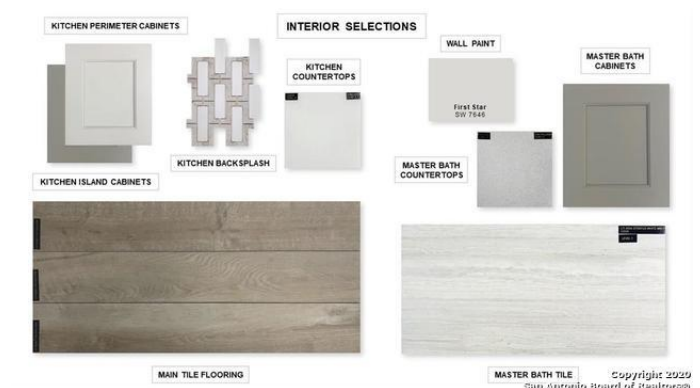 INTERIOR SELECTIONS
KITCHEN PERIMETER CABINETS
KITCHEN
COUNTERTOPS
WALL PAINT
MASTER BATH
CABINETS
First Star
SW 7646
KITCHEN BACKSPLASH
MASTER BATH
COUNTERTOPS
KITCHEN ISLAND CABINETS
MAIN TILE FLOORING
MASTER BATH TILE
Copyright 2020
San Antonio Board of Realtors®